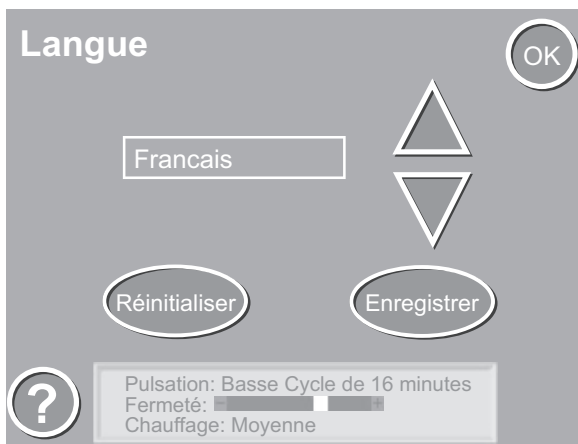 Langue
OK
Francais
Réinitialiser
Enregistrer
?
Pulsation: Basse Cycle de 16 minutes
Fermeté: - +
Chauffage: Moyenne